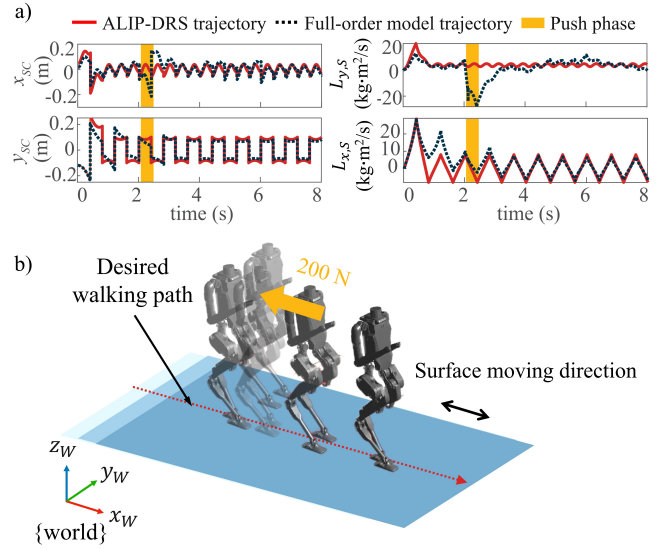 a)
ALIP-DRS trajectory
Full-order model trajectory
Push phase
x_SC
(m)
0.2
0
-0.2
L_y,S
(kg·m²/s)
20
0
-20
y_SC
(m)
0.2
0
-0.2
0 2 4 6 8
time (s)
L_x,S
(kg·m²/s)
20
0
0 2 4 6 8
time (s)
b)
Desired
walking path
200 N
Surface moving direction
z_W
y_W
x_W
{world}